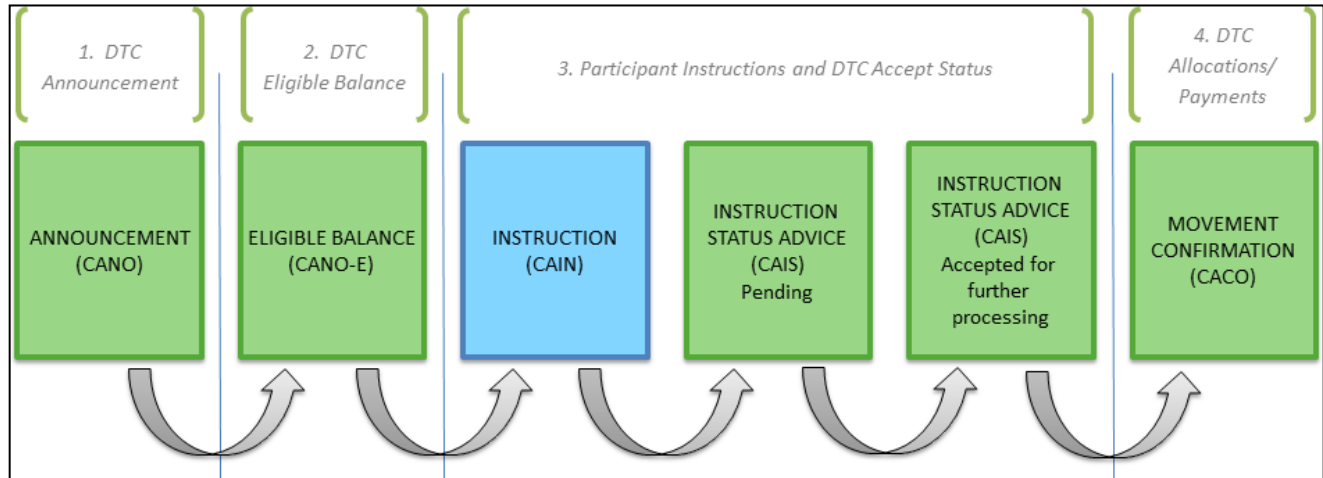 1. DTC
Announcement
2. DTC
Eligible Balance
3. Participant Instructions and DTC Accept Status
4. DTC
Allocations/
Payments
ANNOUNCEMENT
(CANO)
ELIGIBLE BALANCE
(CANO-E)
INSTRUCTION
(CAIN)
INSTRUCTION
STATUS ADVICE
(CAIS)
Pending
INSTRUCTION
STATUS ADVICE
(CAIS)
Accepted for
further
processing
MOVEMENT
CONFIRMATION
(CACO)